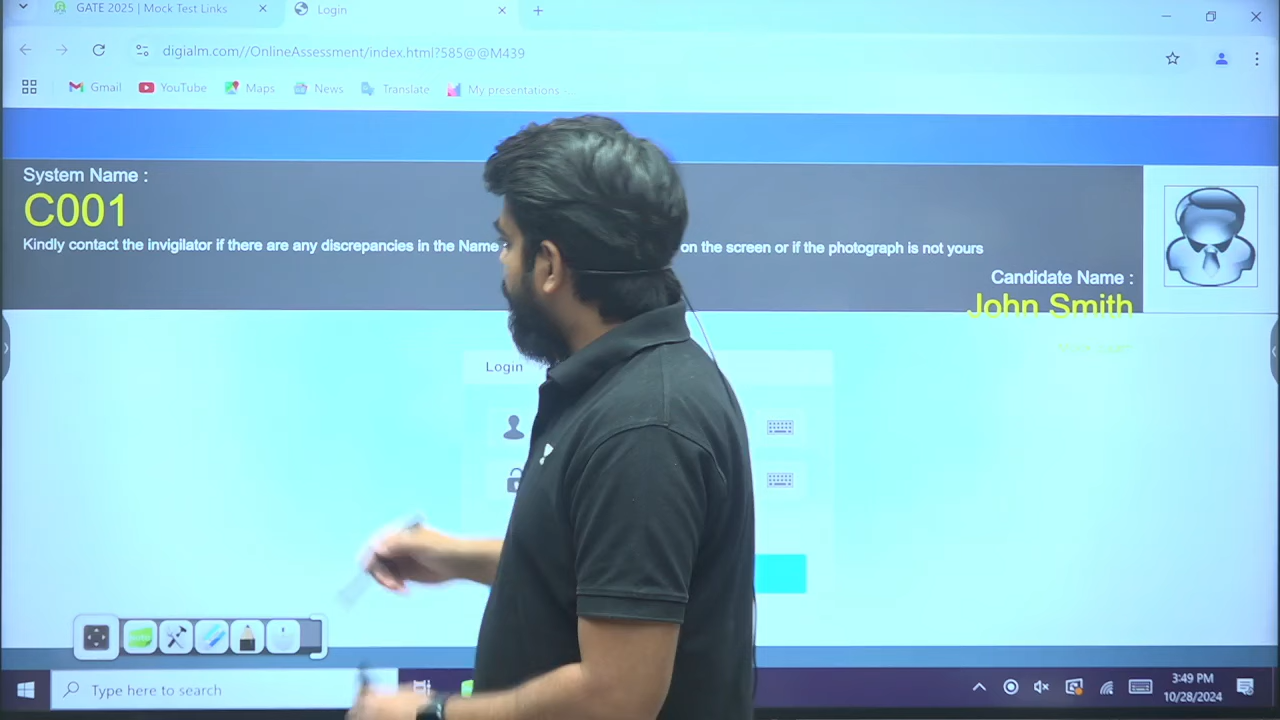 GATE 2025 | Mock Test Links
Login
digialm.com//OnlineAssessment/index.html?585@@M439
Gmail
YouTube
Maps
News
Translate
My presentations -...
System Name :
C001
Kindly contact the invigilator if there are any discrepancies in the Name on the screen or if the photograph is not yours
Candidate Name :
John Smith
Login
Type here to search
3:49 PM
10/28/2024